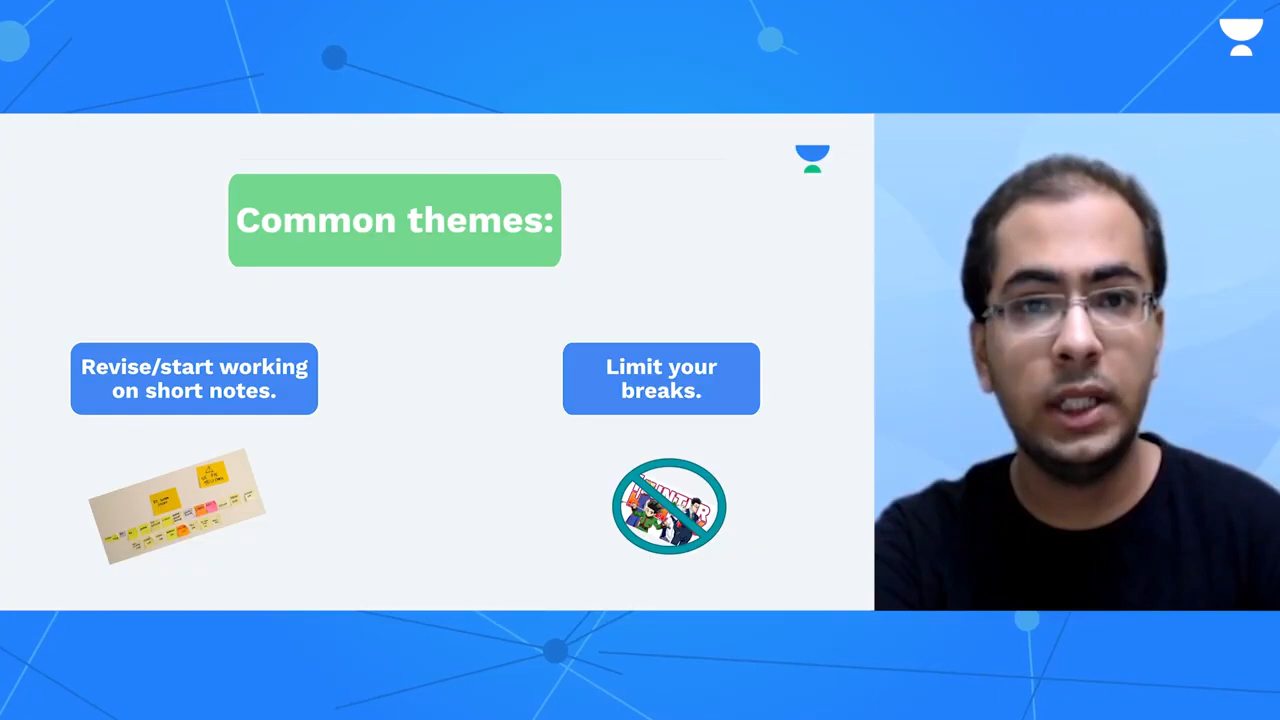 Common themes:
Revise/start working
on short notes.
Limit your
breaks.